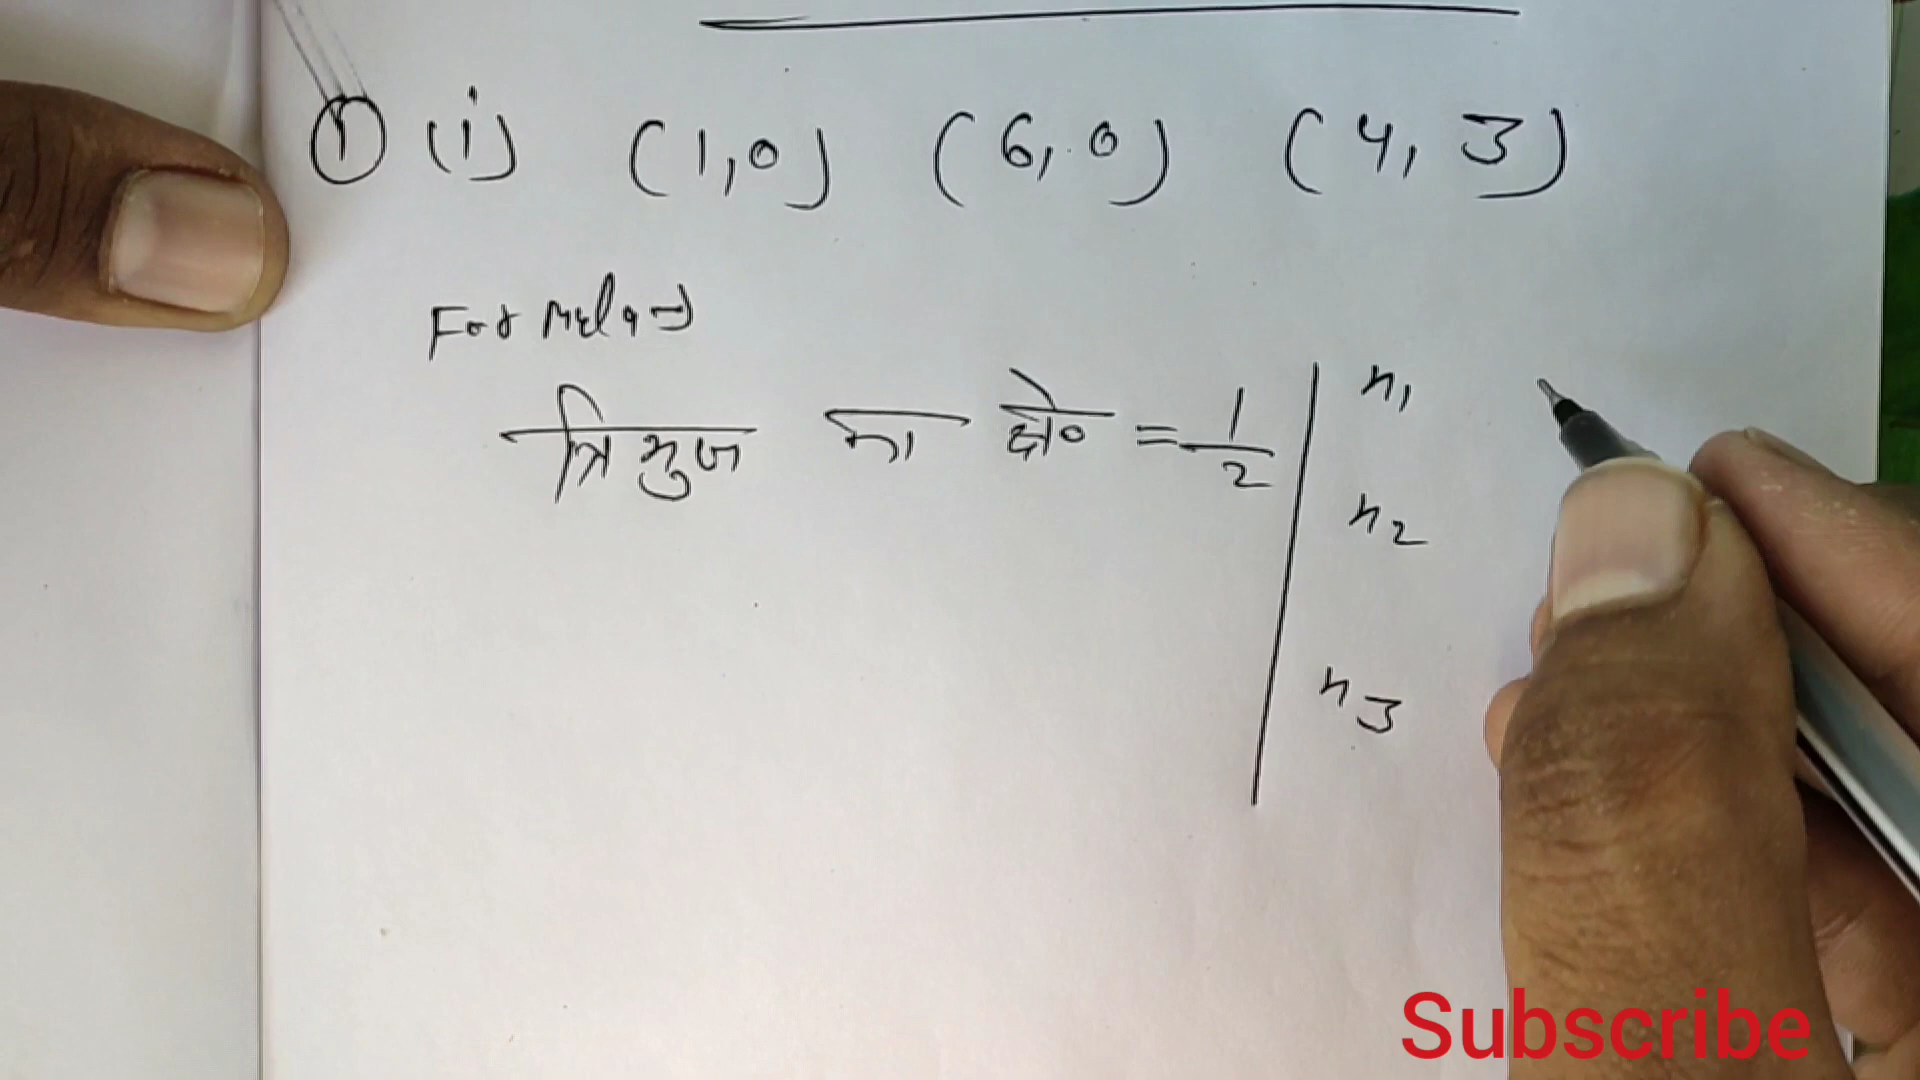 ① (i) (1,0) (6,0) (4,3)
Formula→
त्रिभुज का क्षे० = 1/2 | x1
x2
x3
Subscribe